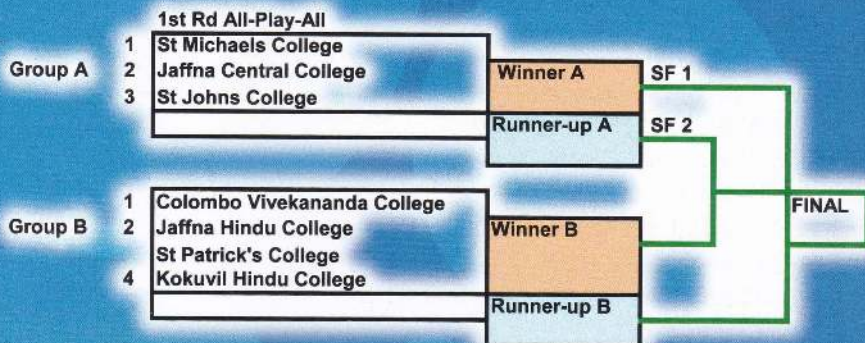 1st Rd All-Play-All
Group A
1 St Michaels College
2 Jaffna Central College
3 St Johns College
Winner A
SF 1
Runner-up A
SF 2
Group B
1 Colombo Vivekananda College
2 Jaffna Hindu College
St Patrick's College
4 Kokuvil Hindu College
Winner B
Runner-up B
FINAL